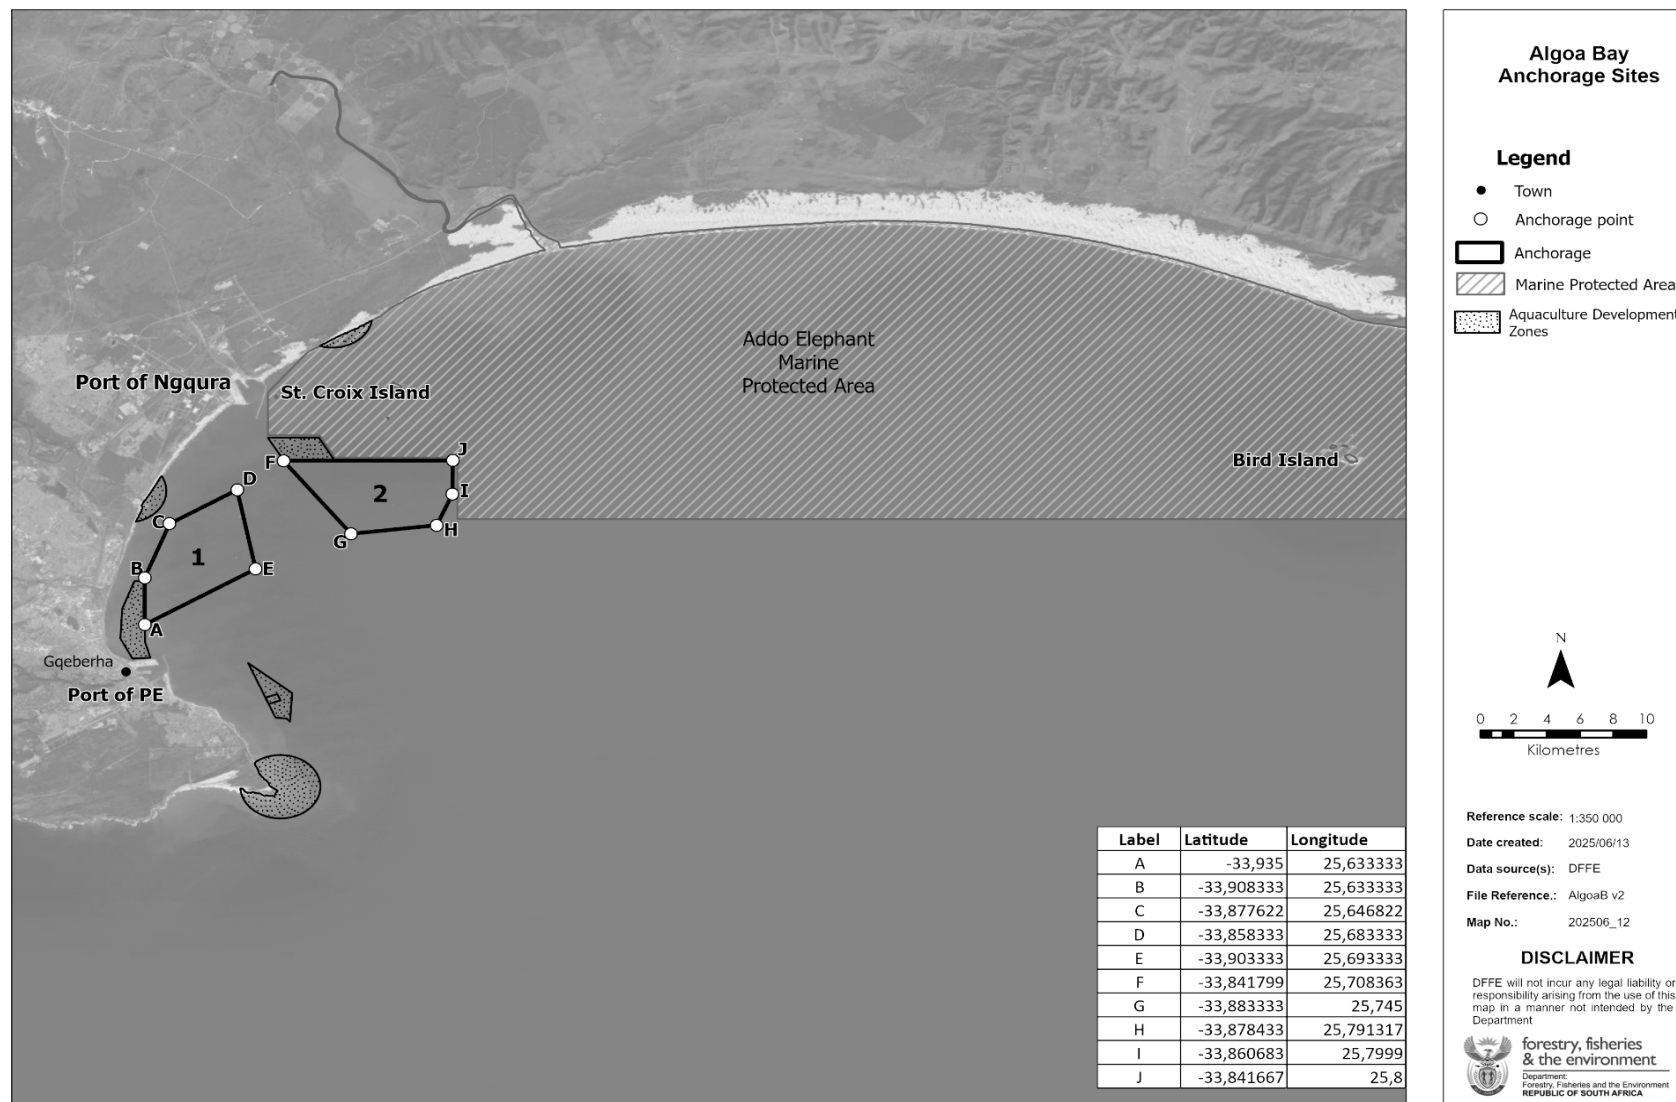 Algoa Bay
Anchorage Sites
Legend
Town
Anchorage point
Anchorage
Marine Protected Area
Aquaculture Development
Zones
Addo Elephant
Marine
Protected Area
Port of Ngqura
St. Croix Island
Bird Island
F
J
I
H
G
2
D
C
1
B
E
A
Gqeberha
Port of PE
N
0 2 4 6 8 10
Kilometres
Label Latitude Longitude
A -33,935 25,633333
B -33,908333 25,633333
C -33,877622 25,646822
D -33,858333 25,683333
E -33,903333 25,693333
F -33,841799 25,708363
G -33,883333 25,745
H -33,878433 25,791317
I -33,860683 25,7999
J -33,841667 25,8
Reference scale: 1:350 000
Date created: 2025/06/13
Data source(s): DFFE
File Reference.: AlgoaB v2
Map No.: 202506_12
DISCLAIMER
DFFE will not incur any legal liability or
responsibility arising from the use of this
map in a manner not intended by the
Department
forestry, fisheries
& the environment
Department:
Forestry, Fisheries and the Environment
REPUBLIC OF SOUTH AFRICA